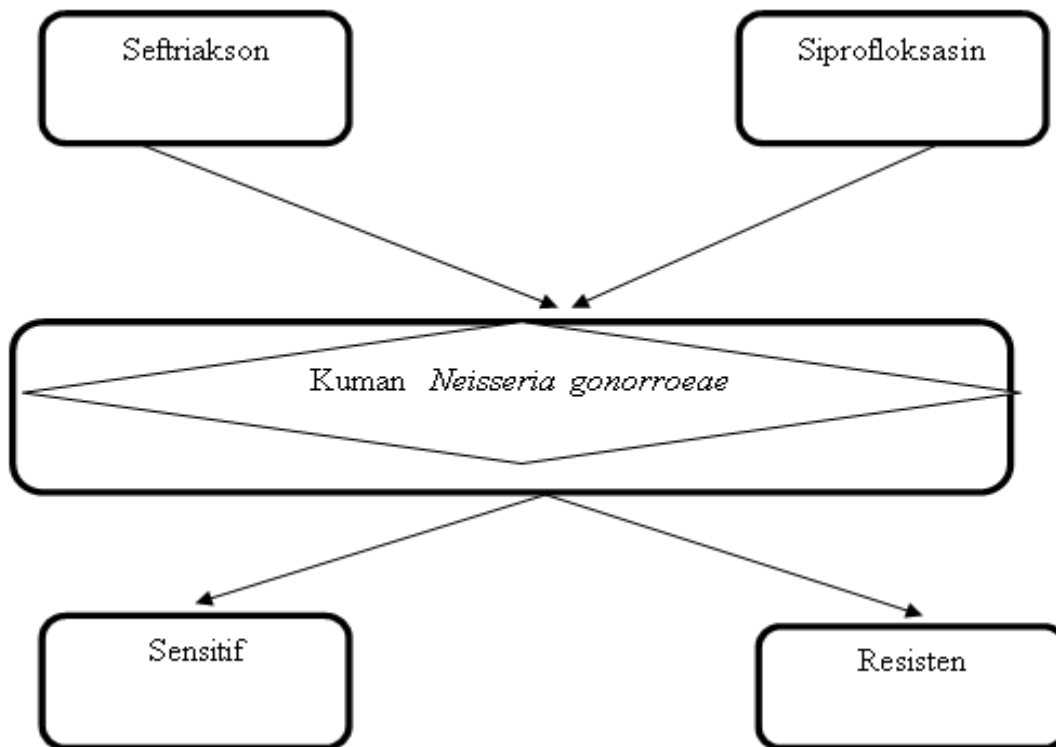 Seftriakson
Siprofloksasin
Kuman Neisseria gonorroeae
Sensitif
Resisten